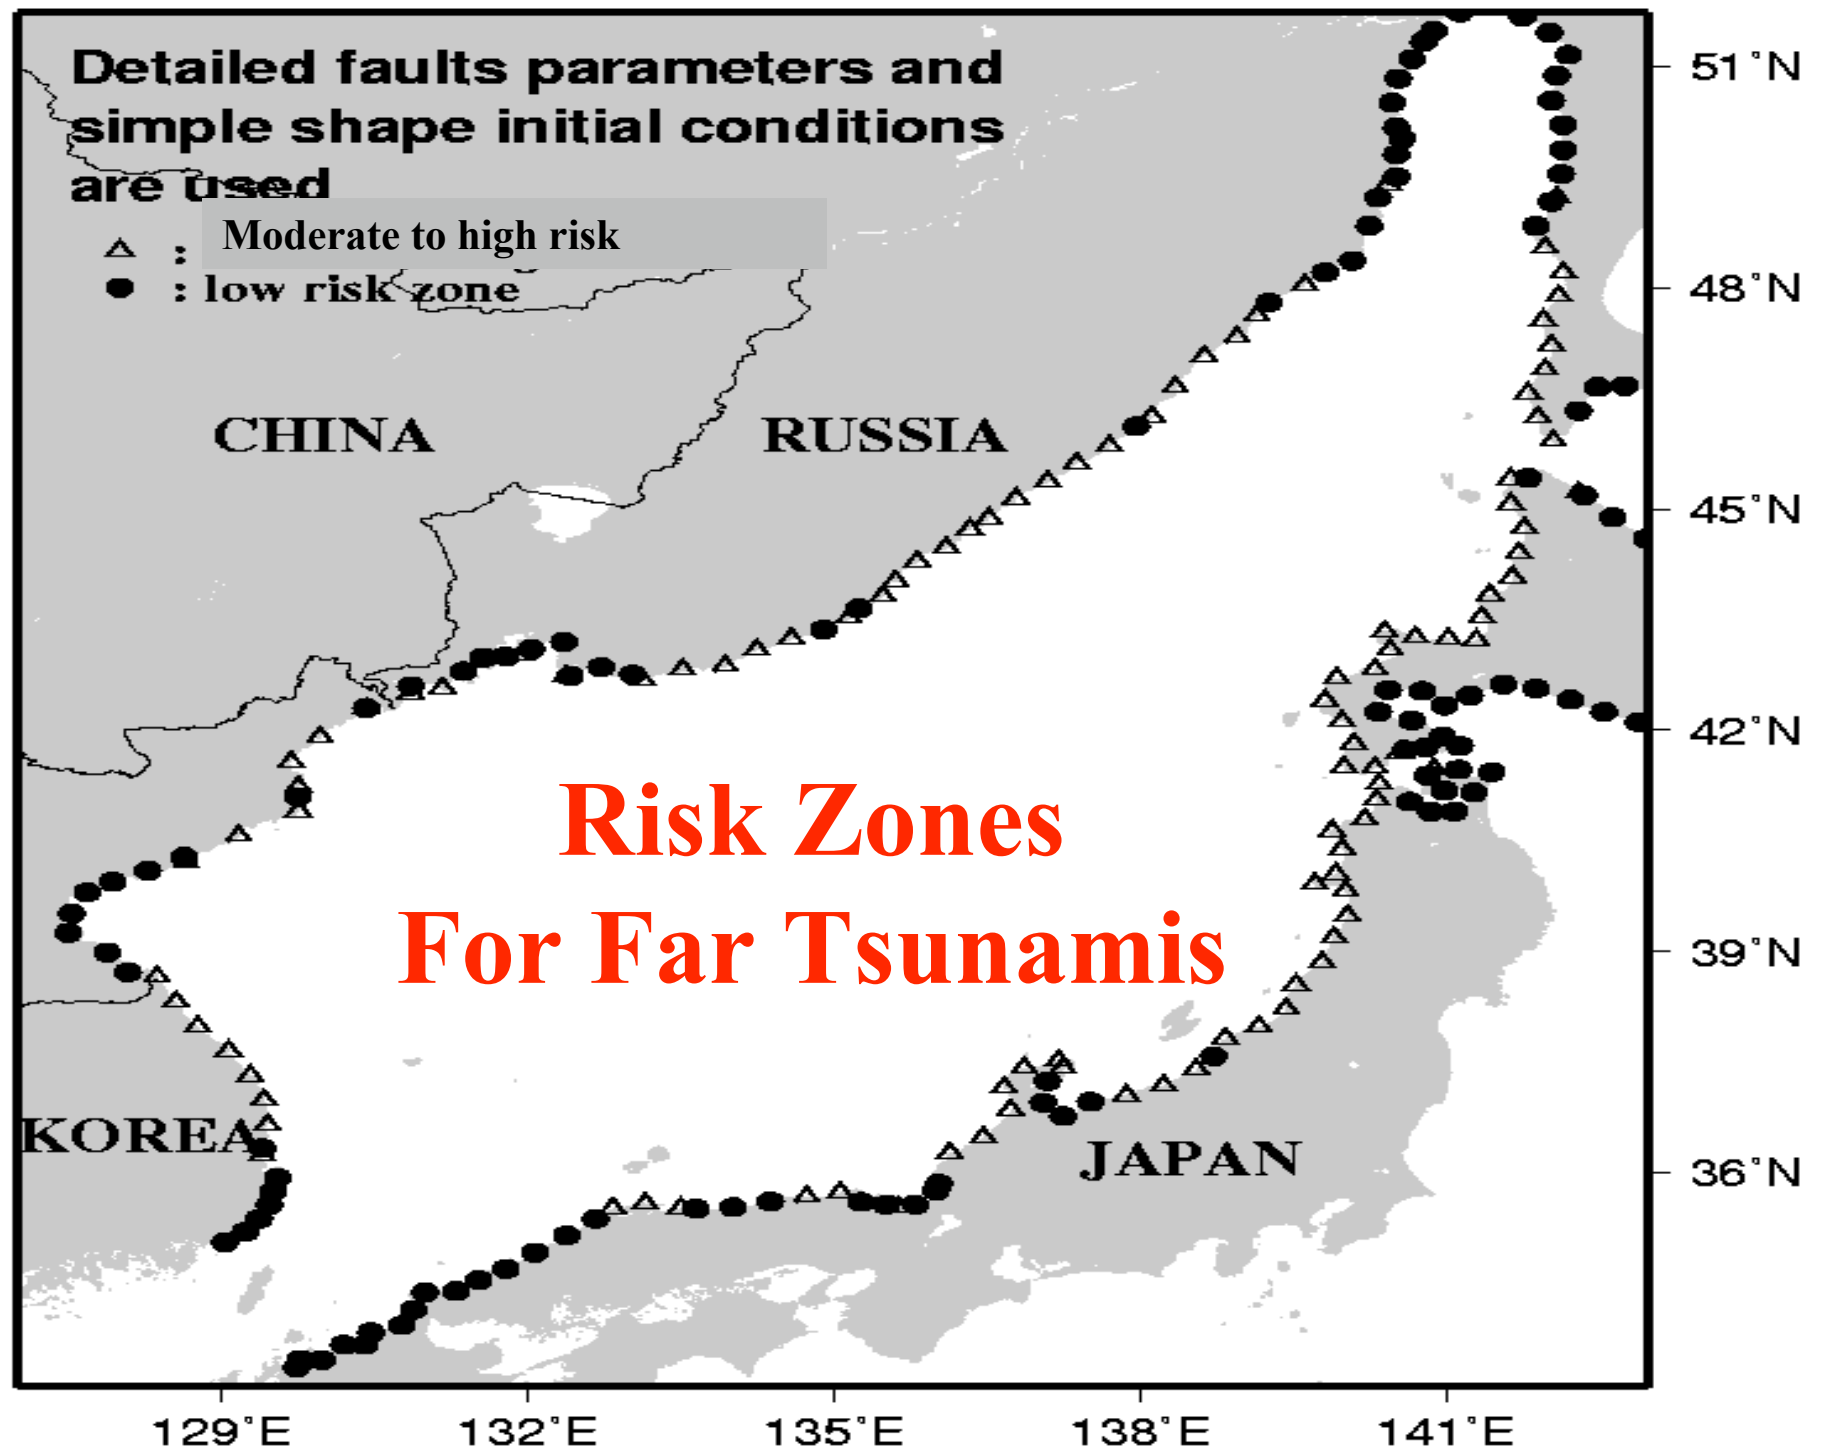 Detailed faults parameters and
simple shape initial conditions
are used
: Moderate to high risk
: low risk zone
CHINA
RUSSIA
Risk Zones
For Far Tsunamis
KOREA
JAPAN
51°N
48°N
45°N
42°N
39°N
36°N
129°E 132°E 135°E 138°E 141°E